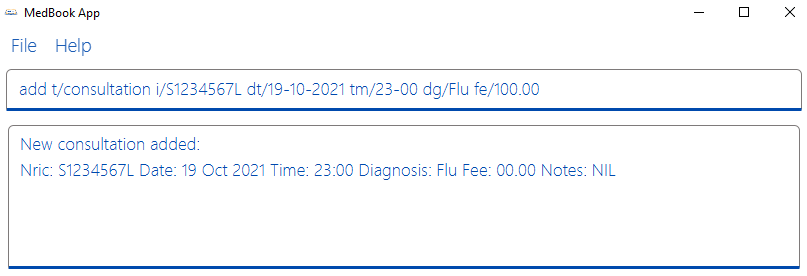 MedBook App
File Help
add t/consultation i/S1234567L dt/19-10-2021 tm/23-00 dg/Flu fe/100.00
New consultation added:
Nric: S1234567L Date: 19 Oct 2021 Time: 23:00 Diagnosis: Flu Fee: 00.00 Notes: NIL